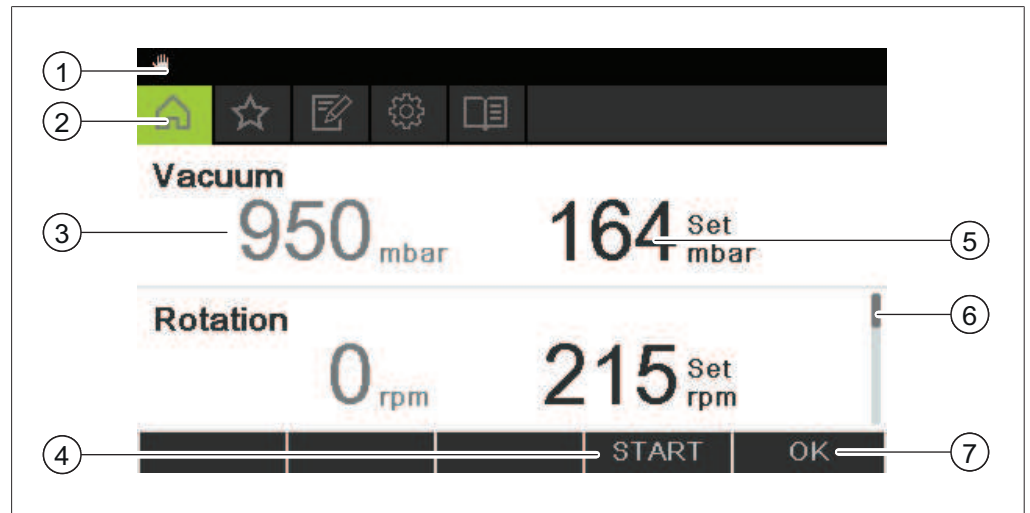 1
2
Vacuum
3 950 mbar 164 Set mbar 5
Rotation
6
0 rpm 215 Set rpm
4 START OK 7